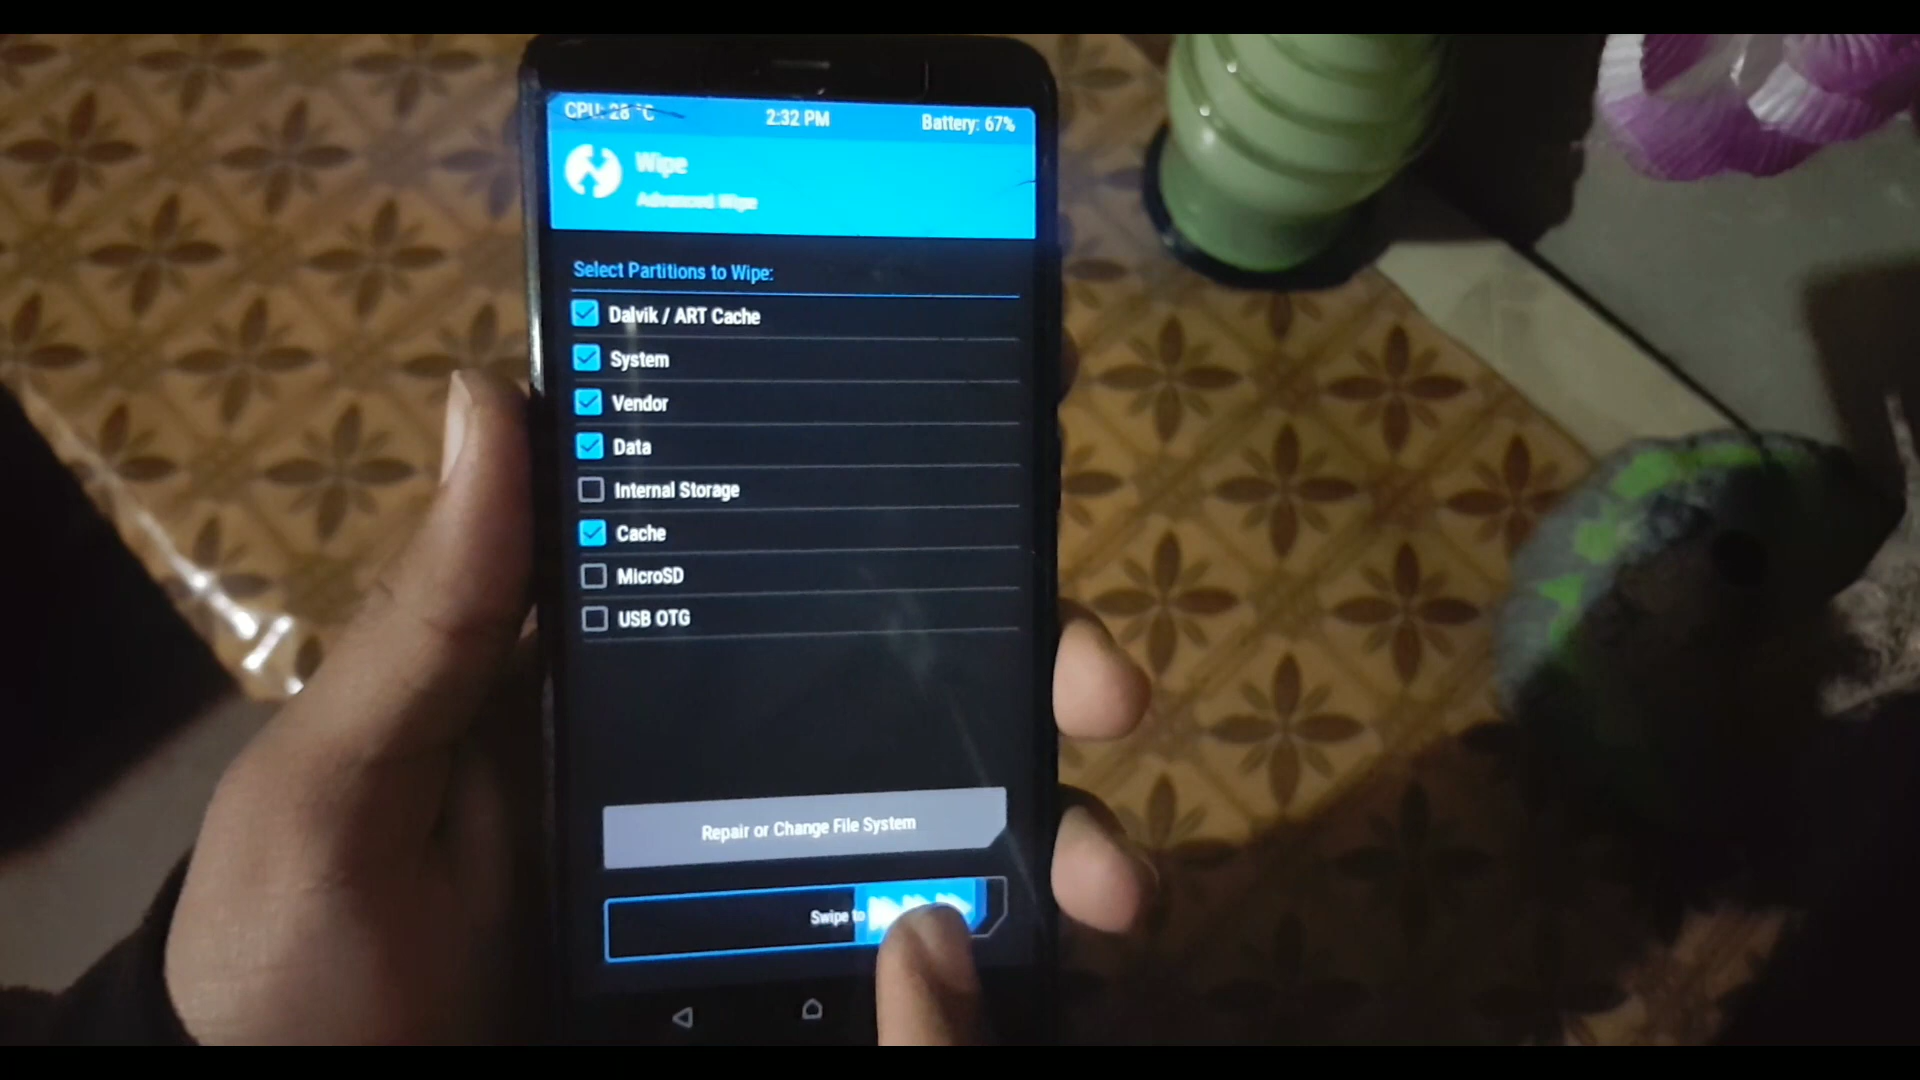 CPU: 28 °C 2:32 PM Battery: 67%
Wipe
Advanced Wipe
Select Partitions to Wipe:
Dalvik / ART Cache
System
Vendor
Data
Internal Storage
Cache
MicroSD
USB OTG
Repair or Change File System
Swipe to